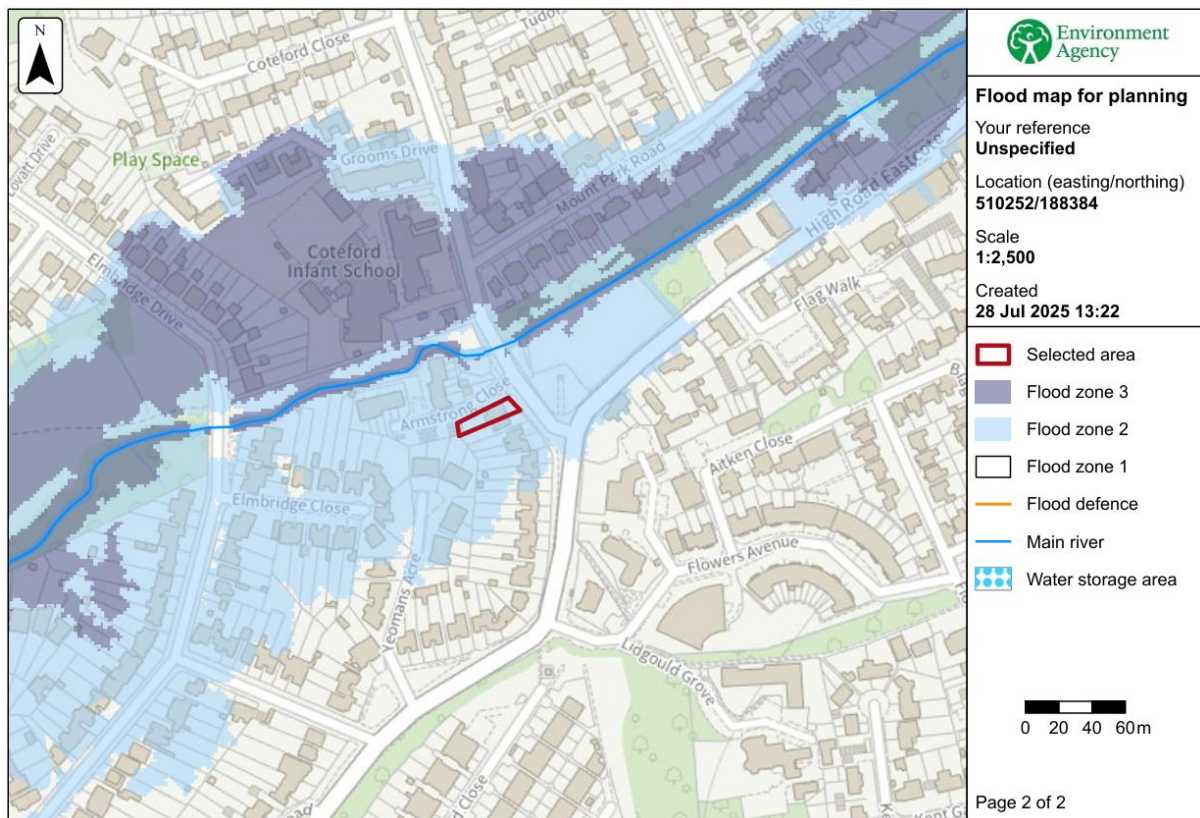 N
Tudor
Coteford Close
Lovatt Drive
Play Space
Grooms Drive
Sutton Close
Mount Park Road
High Road Eastcote
Coteford
Infant School
Elmbridge Drive
Flag Walk
Armstrong Close
Aitken Close
Elmbridge Close
Flowers Avenue
Yeomans Acre
Lidgould Grove
Close
Environment
Agency
Flood map for planning
Your reference
Unspecified
Location (easting/northing)
510252/188384
Scale
1:2,500
Created
28 Jul 2025 13:22
Selected area
Flood zone 3
Flood zone 2
Flood zone 1
Flood defence
Main river
Water storage area
0 20 40 60m
Page 2 of 2